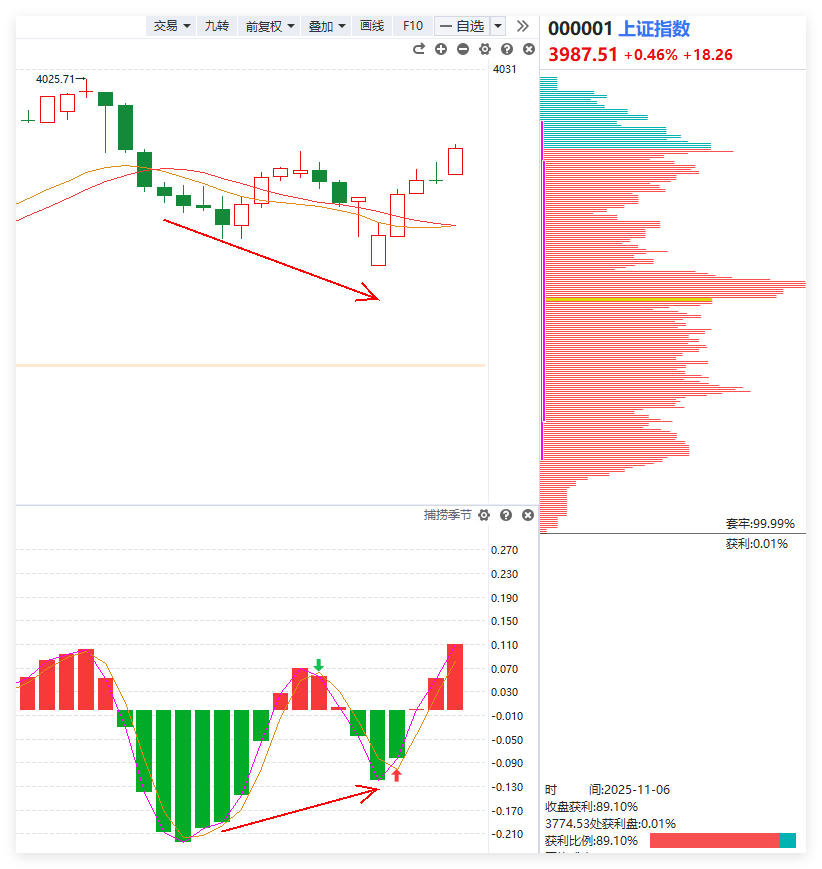 交易 九转 前复权 叠加 画线 F10 一 自选
000001 上证指数
3987.51 +0.46% +18.26
4031
4025.71→
套牢:99.99%
获利:0.01%
捕捞季节
0.270
0.230
0.190
0.150
0.110
0.070
0.030
-0.010
-0.050
-0.090
-0.130
-0.170
-0.210
时 间:2025-11-06
收盘获利:89.10%
3774.53处获利盘:0.01%
获利比例:89.10%